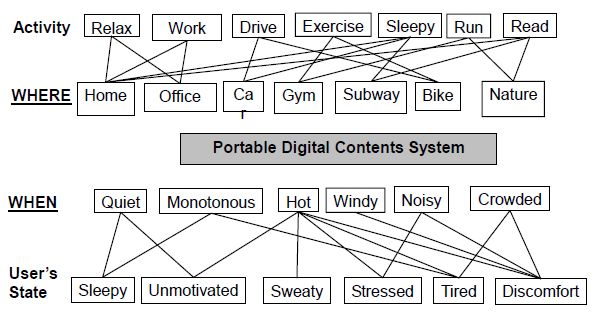 Activity Relax Work Drive Exercise Sleepy Run Read
WHERE Home Office Ca Gym Subway Bike Nature
r
Portable Digital Contents System
WHEN Quiet Monotonous Hot Windy Noisy Crowded
User's
State Sleepy Unmotivated Sweaty Stressed Tired Discomfort